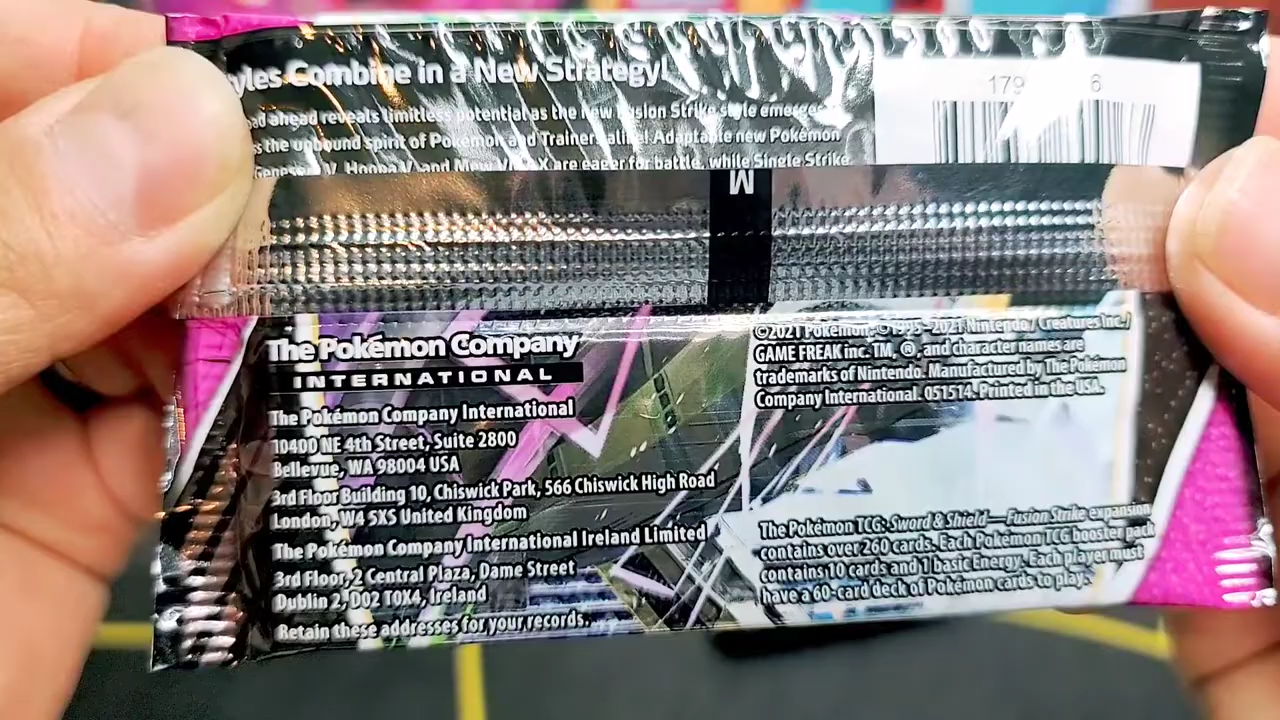 yles Combine in a New Strategy!
ad ahead reveals limitless potential as the new Fusion Strike style emerges
s the unbound spirit of Pokémon and Trainers alike! Adaptable new Pokémon
Genesect V, Hoopa V, and Mew VMAX are eager for battle, while Single Strike
179 6
M
The Pokémon Company
INTERNATIONAL
The Pokémon Company International
10400 NE 4th Street, Suite 2800
Bellevue, WA 98004 USA
3rd Floor Building 10, Chiswick Park, 566 Chiswick High Road
London, W4 5XS United Kingdom
The Pokémon Company International Ireland Limited
3rd Floor, 2 Central Plaza, Dame Street
Dublin 2, D02 T0X4, Ireland
Retain these addresses for your records.
©2021 Pokémon. ©1995–2021 Nintendo / Creatures Inc. /
GAME FREAK inc. TM, ®, and character names are
trademarks of Nintendo. Manufactured by The Pokémon
Company International. 051514. Printed in the USA.
The Pokémon TCG: Sword & Shield—Fusion Strike expansion
contains over 260 cards. Each Pokémon TCG booster pack
contains 10 cards and 1 basic Energy. Each player must
have a 60-card deck of Pokémon cards to play.